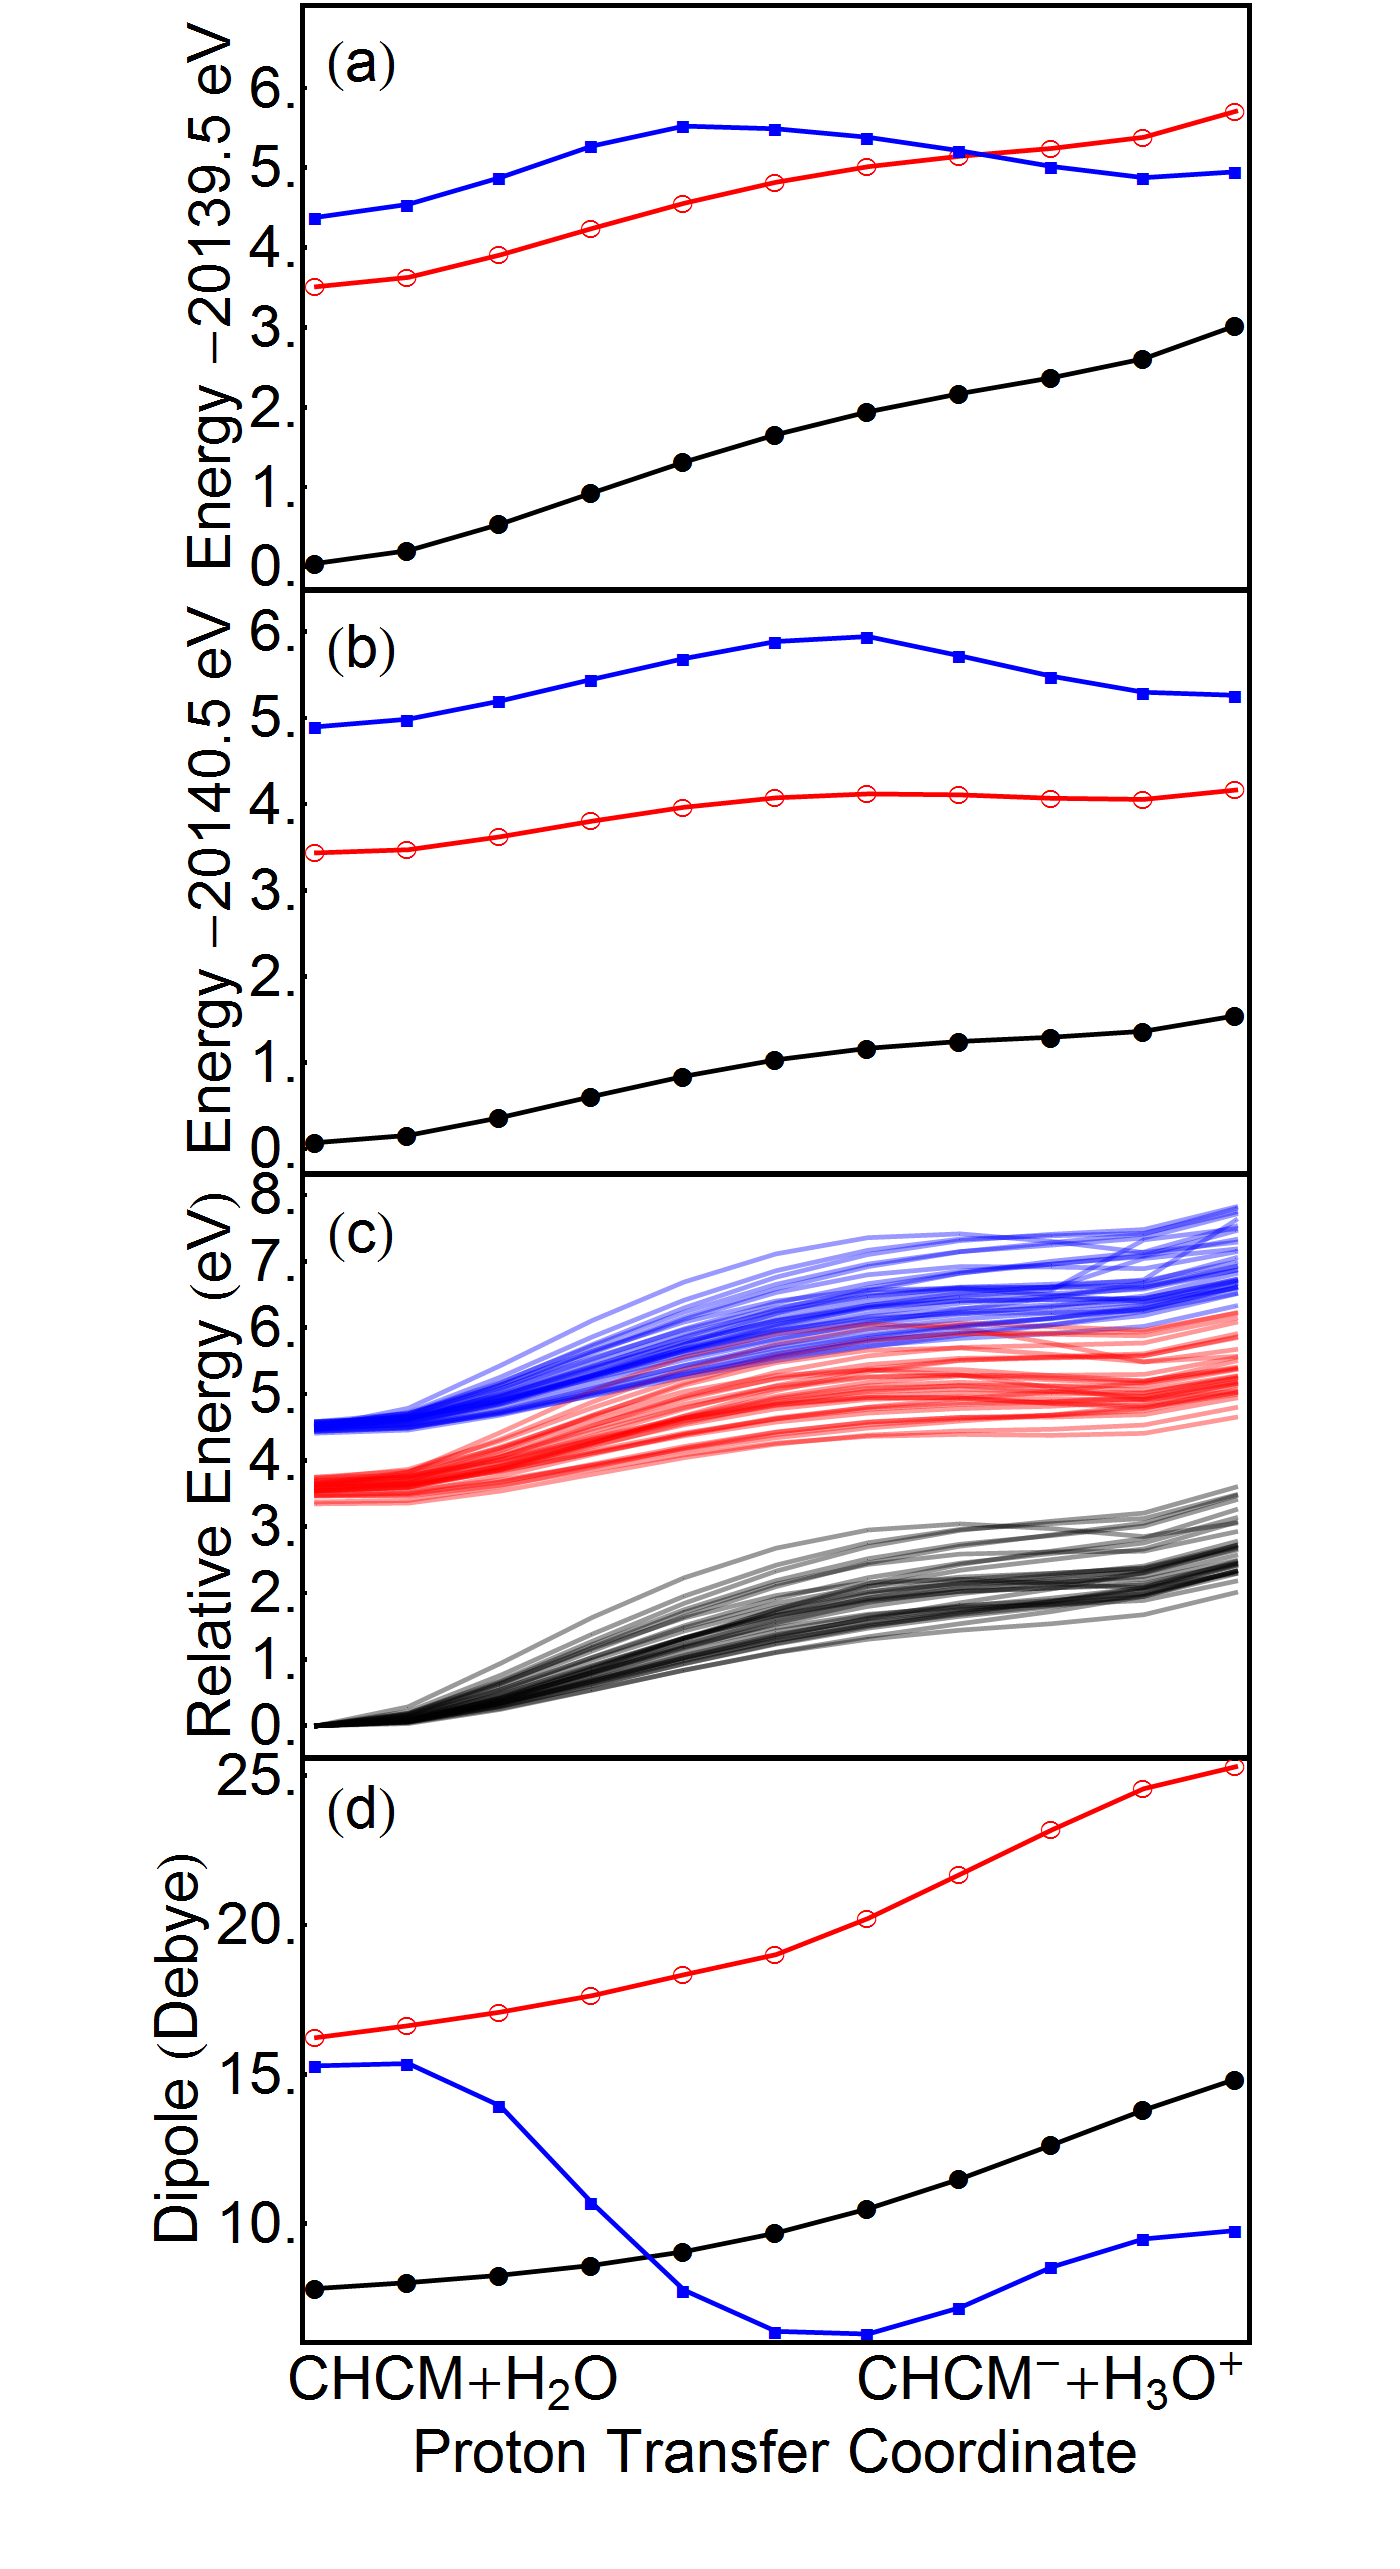 (a)
Energy −20139.5 eV
6.
5.
4.
3.
2.
1.
0.
(b)
Energy −20140.5 eV
6.
5.
4.
3.
2.
1.
0.
(c)
Relative Energy (eV)
8.
7.
6.
5.
4.
3.
2.
1.
0.
(d)
Dipole (Debye)
25.
20.
15.
10.
CHCM+H₂O CHCM⁻+H₃O⁺
Proton Transfer Coordinate